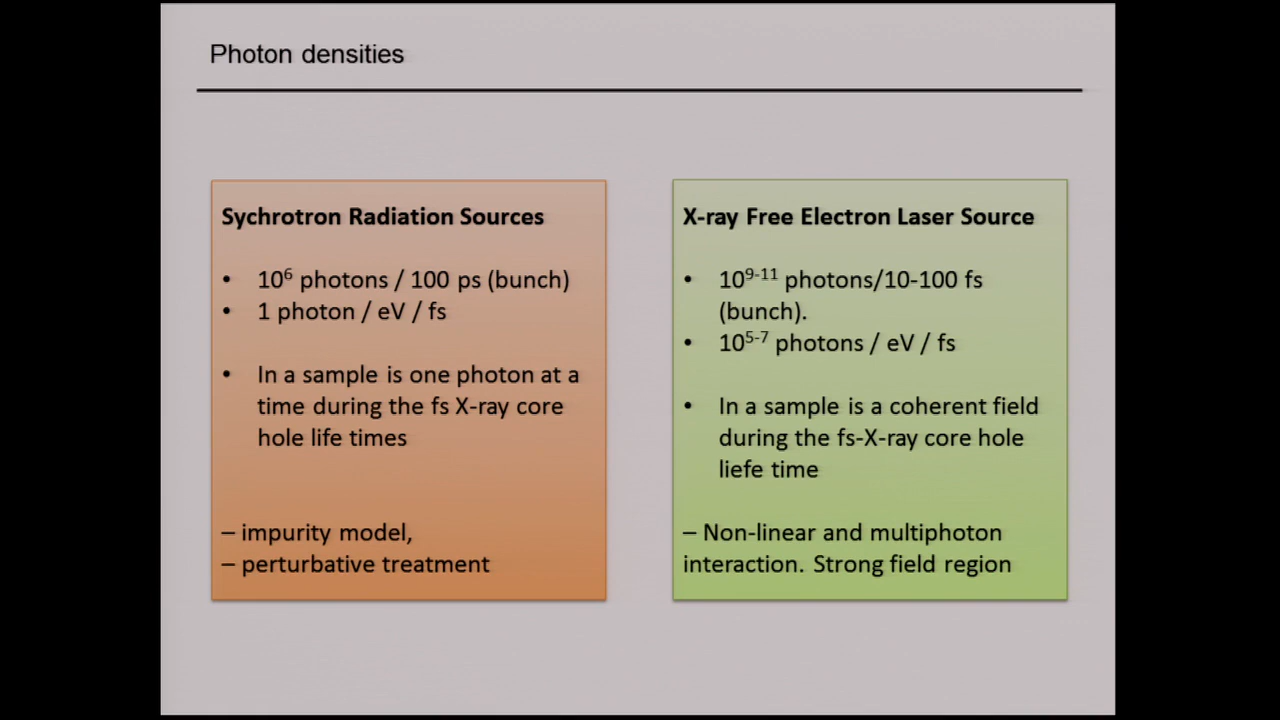 Photon densities
Sychrotron Radiation Sources
• 10⁶ photons / 100 ps (bunch)
• 1 photon / eV / fs
• In a sample is one photon at a
time during the fs X-ray core
hole life times
– impurity model,
– perturbative treatment
X-ray Free Electron Laser Source
• 10⁹⁻¹¹ photons/10-100 fs
(bunch).
• 10⁵⁻⁷ photons / eV / fs
• In a sample is a coherent field
during the fs-X-ray core hole
liefe time
– Non-linear and multiphoton
interaction. Strong field region